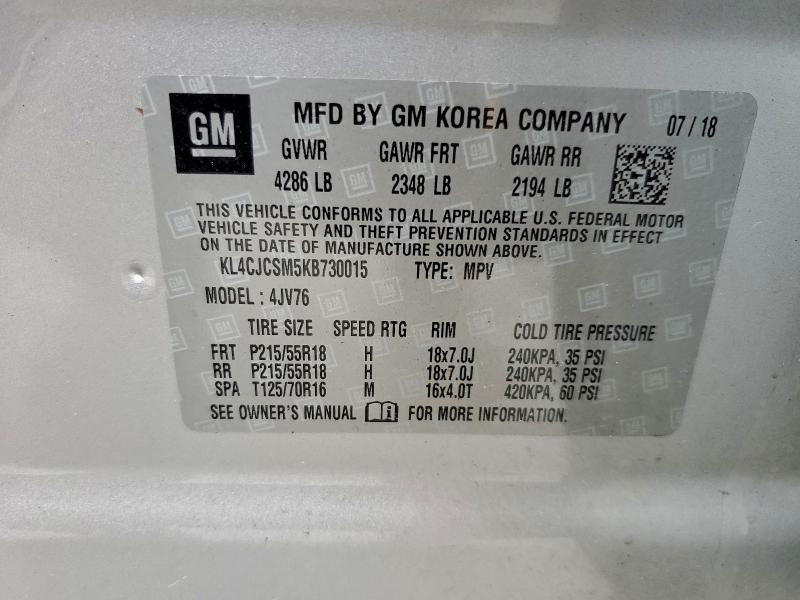 GM MFD BY GM KOREA COMPANY 07 / 18
GVWR GAWR FRT GAWR RR
4286 LB 2348 LB 2194 LB
THIS VEHICLE CONFORMS TO ALL APPLICABLE U.S. FEDERAL MOTOR
VEHICLE SAFETY AND THEFT PREVENTION STANDARDS IN EFFECT
ON THE DATE OF MANUFACTURE SHOWN ABOVE.
KL4CJCSM5KB730015 TYPE: MPV
MODEL : 4JV76
TIRE SIZE SPEED RTG RIM COLD TIRE PRESSURE
FRT P215/55R18 H 18x7.0J 240KPA, 35 PSI
RR P215/55R18 H 18x7.0J 240KPA, 35 PSI
SPA T125/70R16 M 16x4.0T 420KPA, 60 PSI
SEE OWNER'S MANUAL i FOR MORE INFORMATION.